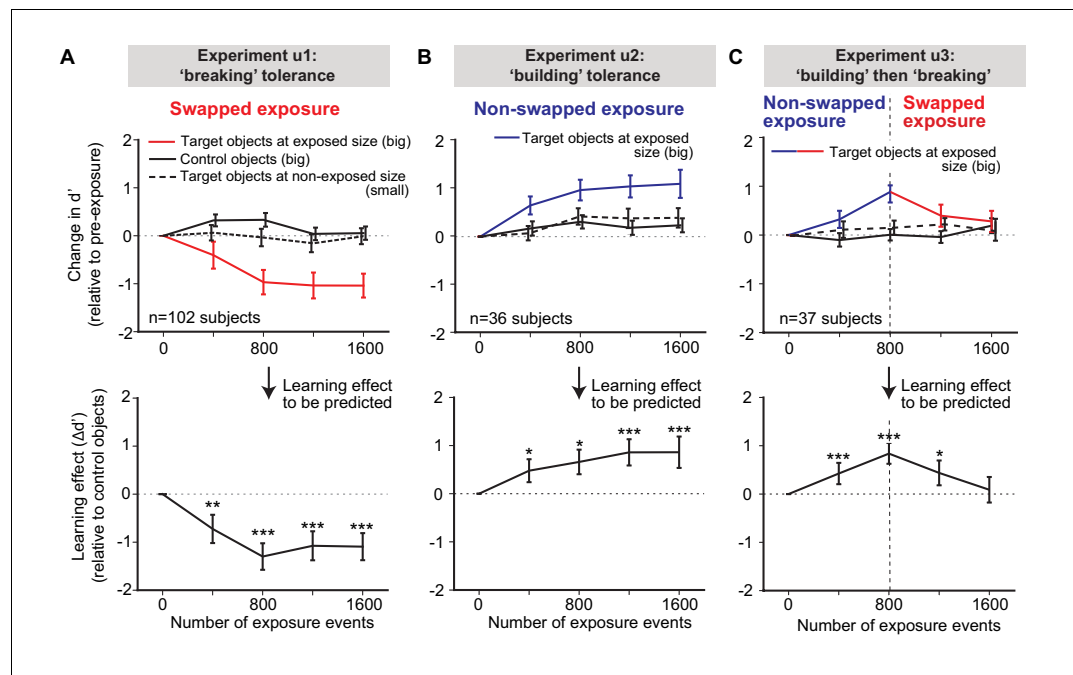 A
Experiment u1:
'breaking' tolerance
Swapped exposure
Target objects at exposed size (big)
Control objects (big)
Target objects at non-exposed size
(small)
Change in d'
(relative to pre-exposure)
2
1
0
-1
-2
n=102 subjects
0
800
1600
Learning effect
to be predicted
Learning effect (Δd')
(relative to control objects)
2
1
0
-1
-2
**
***
***
***
0
800
1600
Number of exposure events
B
Experiment u2:
'building' tolerance
Non-swapped exposure
Target objects at exposed
size (big)
2
1
0
-1
-2
n=36 subjects
0
800
1600
Learning effect
to be predicted
2
1
0
-1
-2
*
*
***
***
0
800
1600
Number of exposure events
C
Experiment u3:
'building' then 'breaking'
Non-swapped
exposure
Swapped
exposure
Target objects at exposed
size (big)
2
1
0
-1
-2
n=37 subjects
0
800
1600
Learning effect
to be predicted
2
1
0
-1
-2
***
***
*
0
800
1600
Number of exposure events